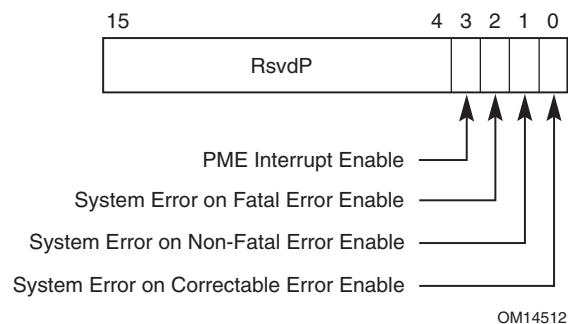 15 4 3 2 1 0
RsvdP
PME Interrupt Enable
System Error on Fatal Error Enable
System Error on Non-Fatal Error Enable
System Error on Correctable Error Enable
OM14512